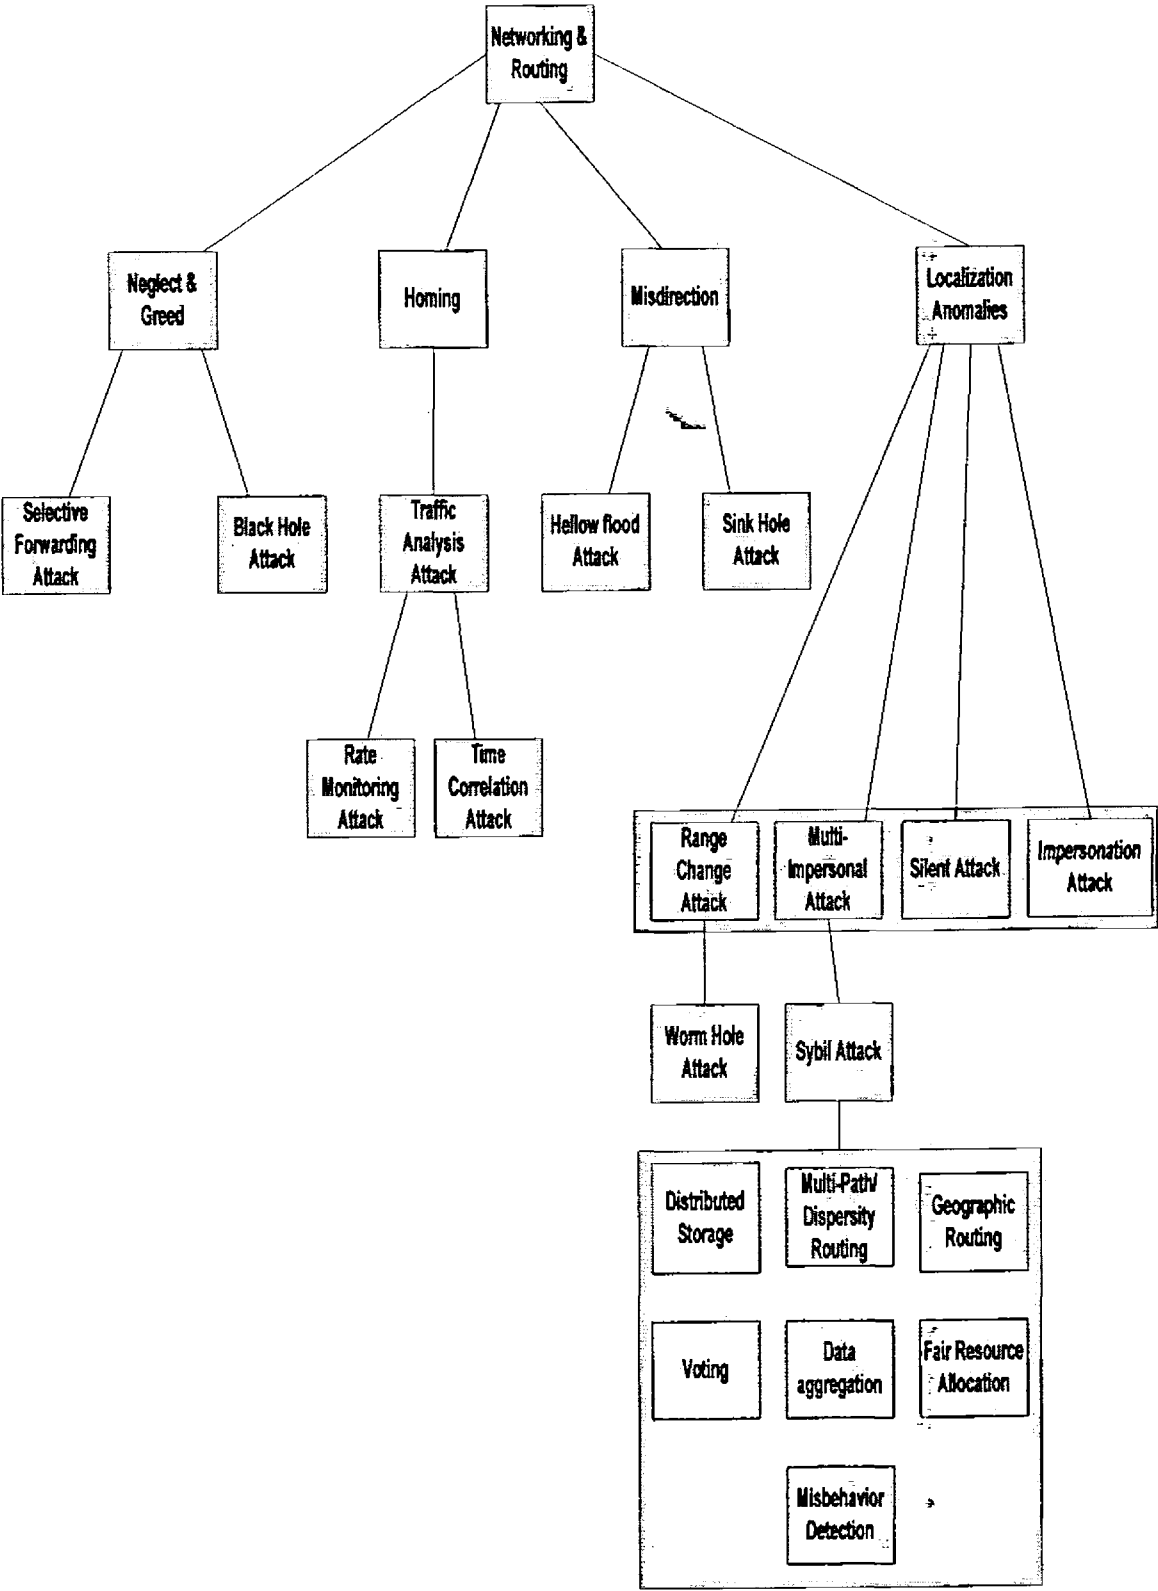 Networking &
Routing
Neglect &
Greed
Homing
Misdirection
Localization
Anomalies
Selective
Forwarding
Attack
Black Hole
Attack
Traffic
Analysis
Attack
Hellow flood
Attack
Sink Hole
Attack
Rate
Monitoring
Attack
Time
Correlation
Attack
Range
Change
Attack
Multi-
Impersonal
Attack
Silent Attack
Impersonation
Attack
Worm Hole
Attack
Sybil Attack
Distributed
Storage
Multi-Path/
Dispersity
Routing
Geographic
Routing
Voting
Data
aggregation
Fair Resource
Allocation
Misbehavior
Detection